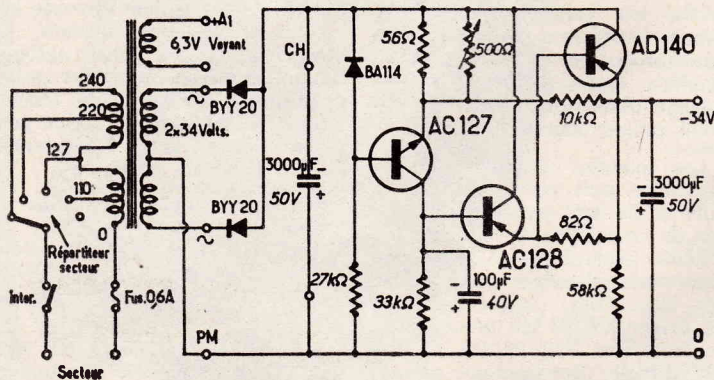 +A1
6,3V Voyant
240
220
127
110
0
BYY 20
2x34Volts.
BYY 20
Répartiteur
secteur
Inter.
Fus.0,6A
Secteur
CH
PM
3000µF-
+
50V
BA114
27kΩ
56Ω
500Ω
AC127
33kΩ
100µF
-
+
40V
AC128
AD140
10kΩ
82Ω
58kΩ
-34V
3000µF
-
+
50V
0